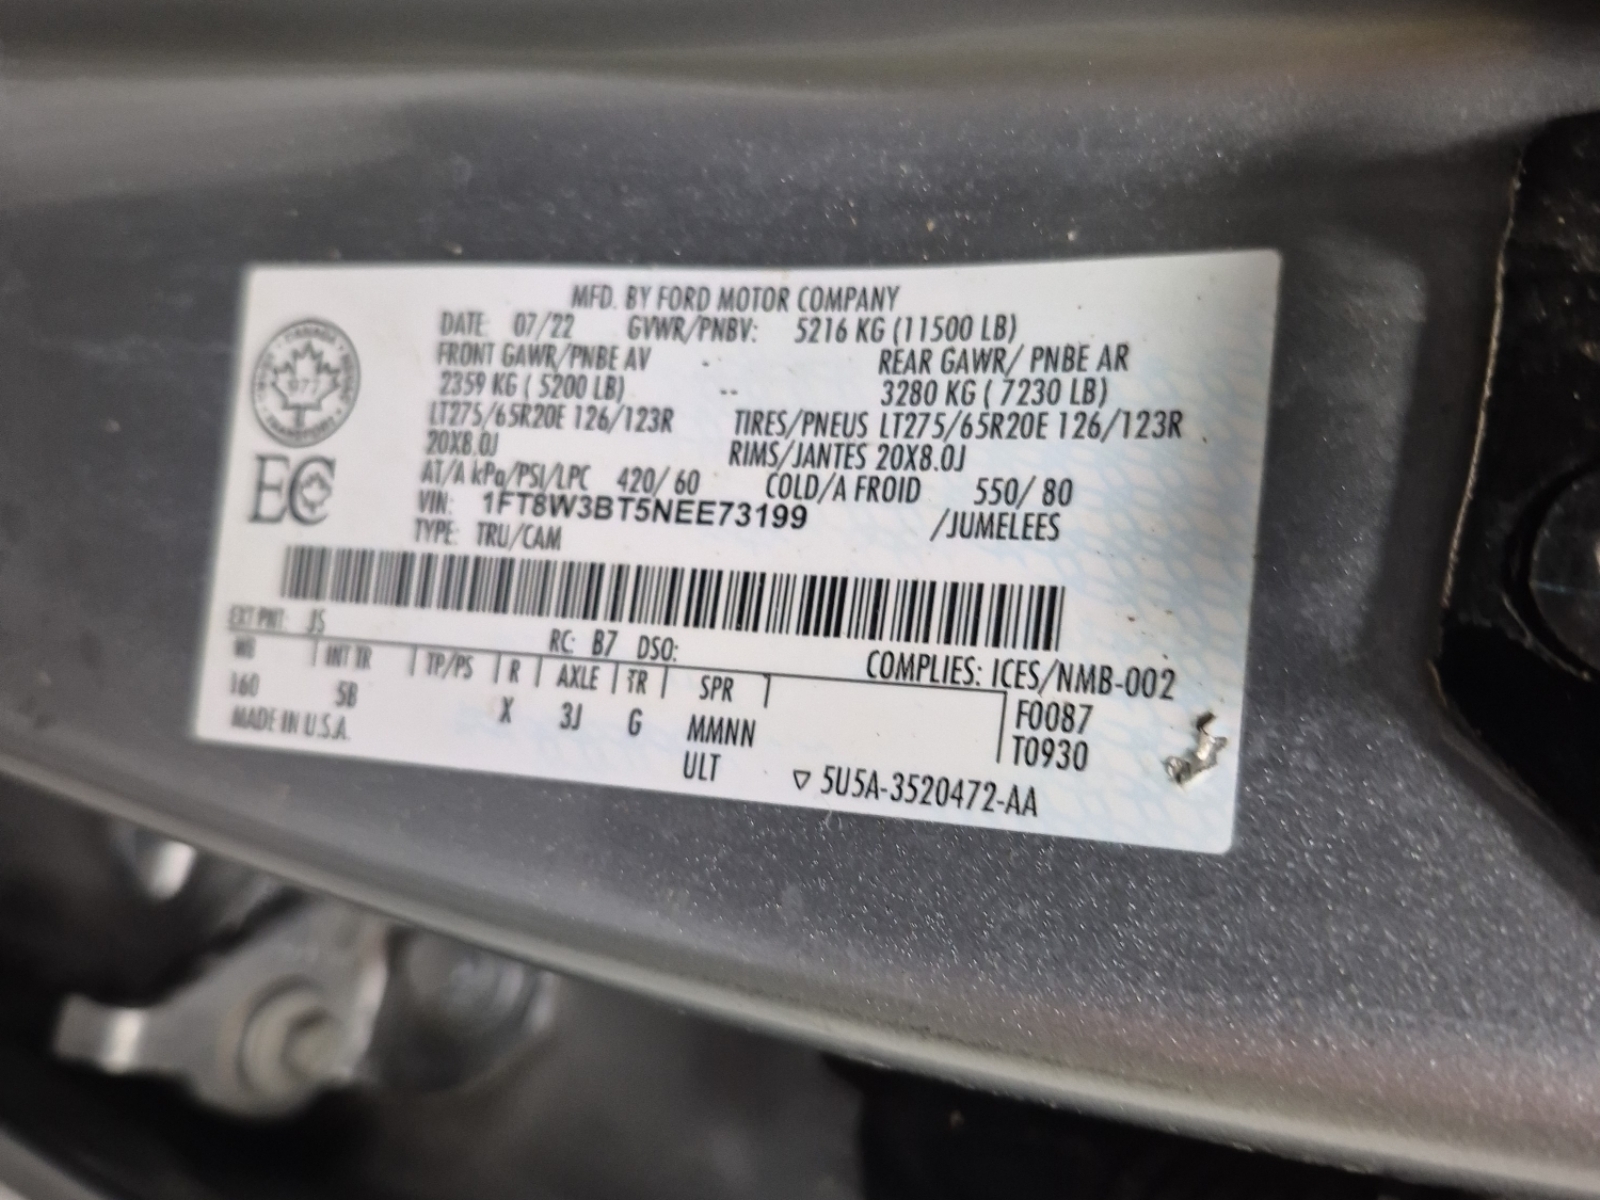 MFD. BY FORD MOTOR COMPANY
DATE: 07/22 GVWR/PNBV: 5216 KG (11500 LB)
FRONT GAWR/PNBE AV - REAR GAWR/ PNBE AR
2359 KG ( 5200 LB) -- 3280 KG ( 7230 LB)
LT275/65R20E 126/123R TIRES/PNEUS LT275/65R20E 126/123R
20X8.0J RIMS/JANTES 20X8.0J
AT/A kPa/PSI/LPC 420/ 60 COLD/A FROID 550/ 80
VIN: 1FT8W3BT5NEE73199 /JUMELEES
TYPE: TRU/CAM
CANADA
TRANSPORT
977
EC
EXT PNT: JS RC: B7 DSO: COMPLIES: ICES/NMB-002
WB INT TR TP/PS R AXLE TR SPR F0087
160 5B X 3J G MMNN T0930
MADE IN U.S.A. ULT 5U5A-3520472-AA